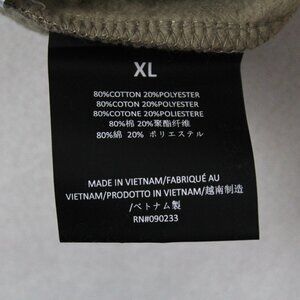 XL
80%COTTON 20%POLYESTER
80%COTON 20%POLYESTER
80%COTONE 20%POLIESTERE
80%棉 20%聚酯纤维
80%綿 20% ポリエステル
MADE IN VIETNAM/FABRIQUÉ AU
VIETNAM/PRODOTTO IN VIETNAM/越南制造
/ベトナム製
RN#090233